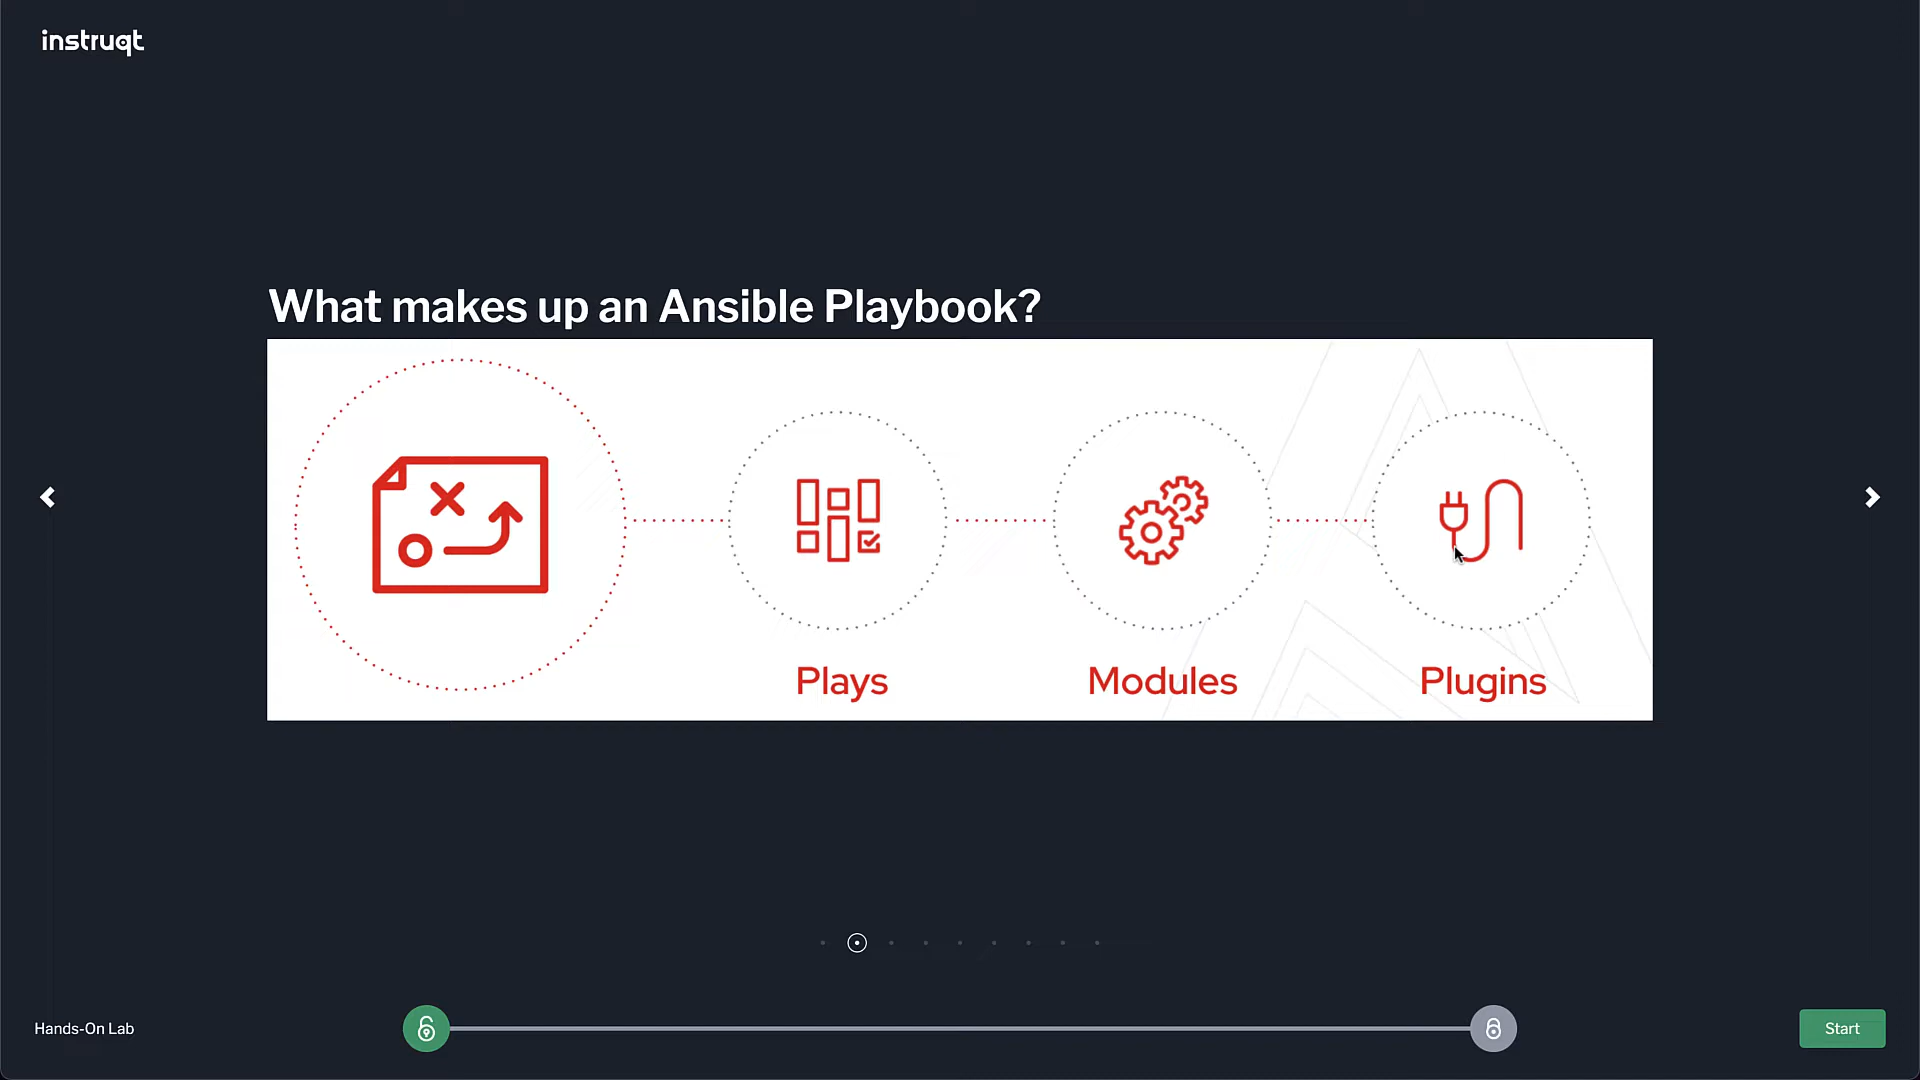 instruqt
What makes up an Ansible Playbook?
Plays
Modules
Plugins
Hands-On Lab
Start